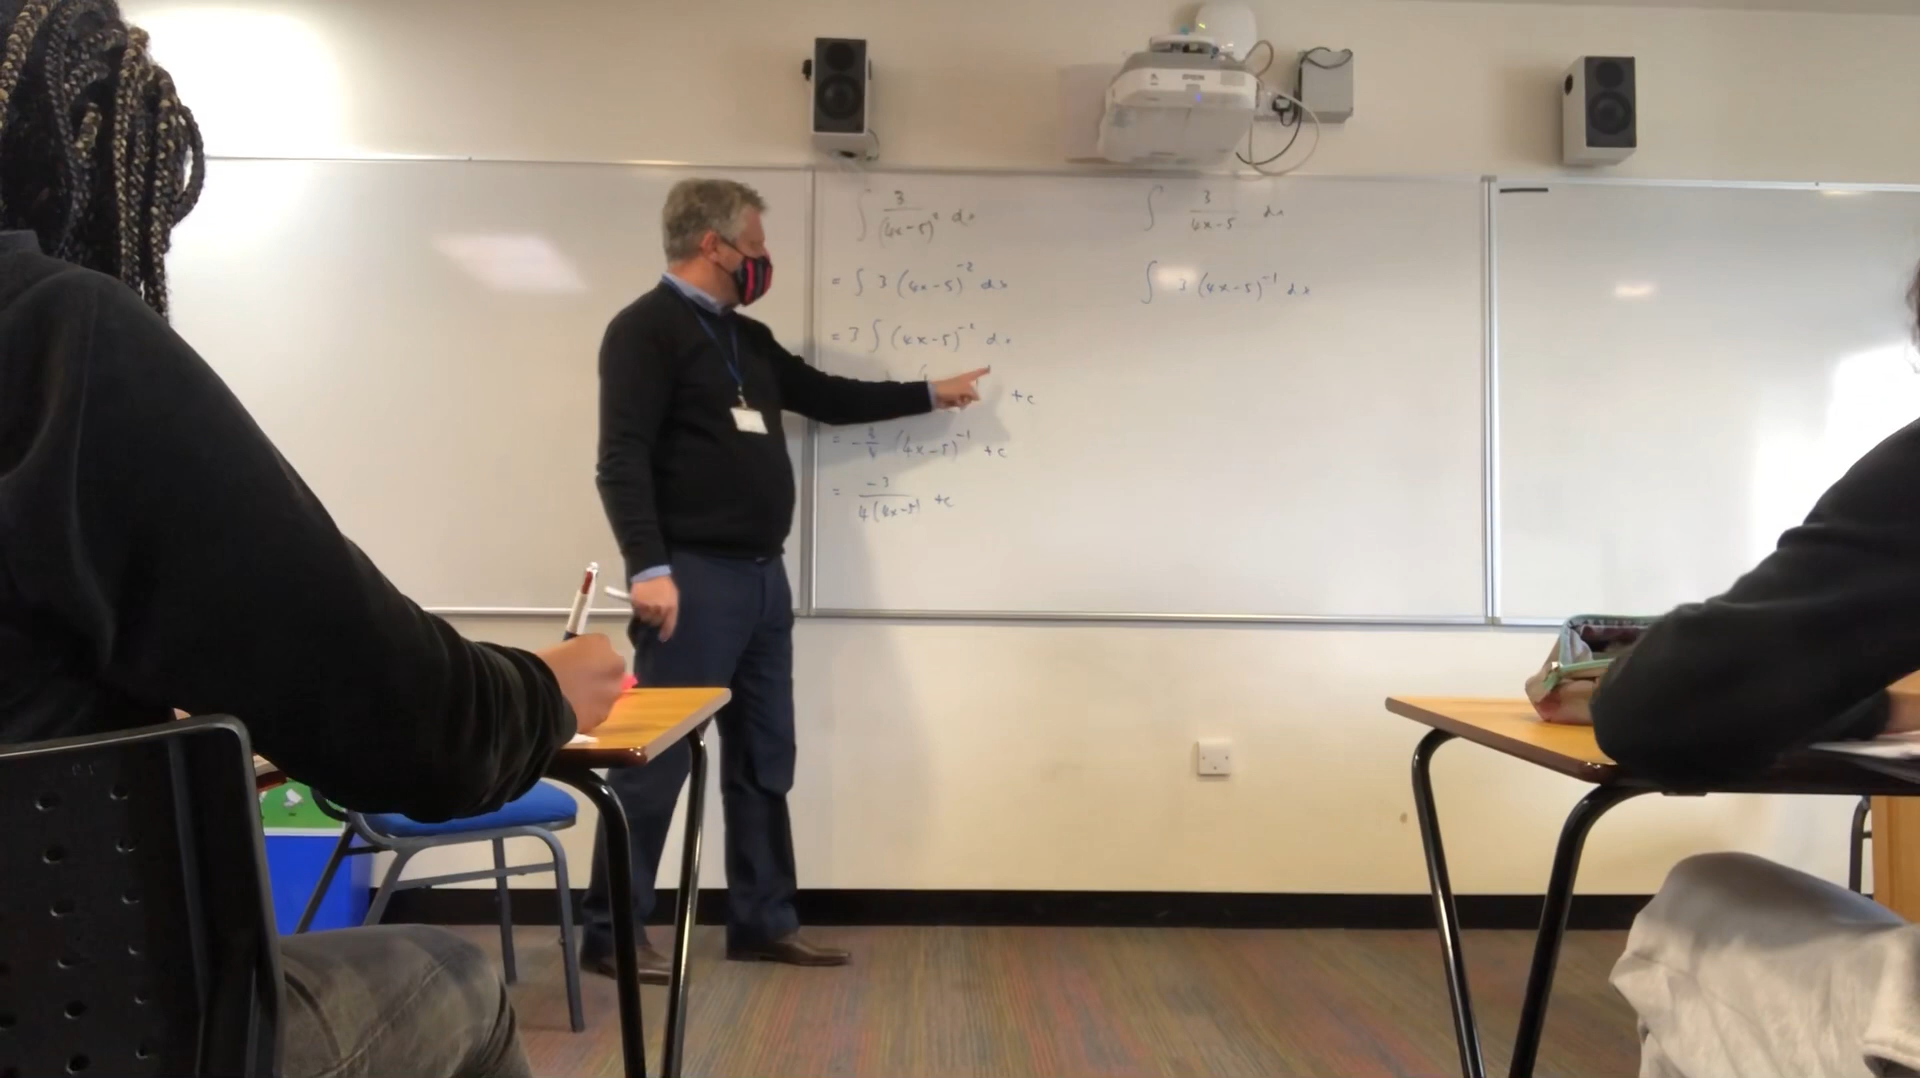 ∫ 3/(4x-5)² dx
= ∫ 3 (4x-5)⁻² dx
= 3 ∫ (4x-5)⁻² dx
+c
= -3/4 (4x-5)⁻¹ +c
= -3/4(4x-5) +c
∫ 3/4x-5 dx
∫ 3 (4x-5)⁻¹ dx
EPSON